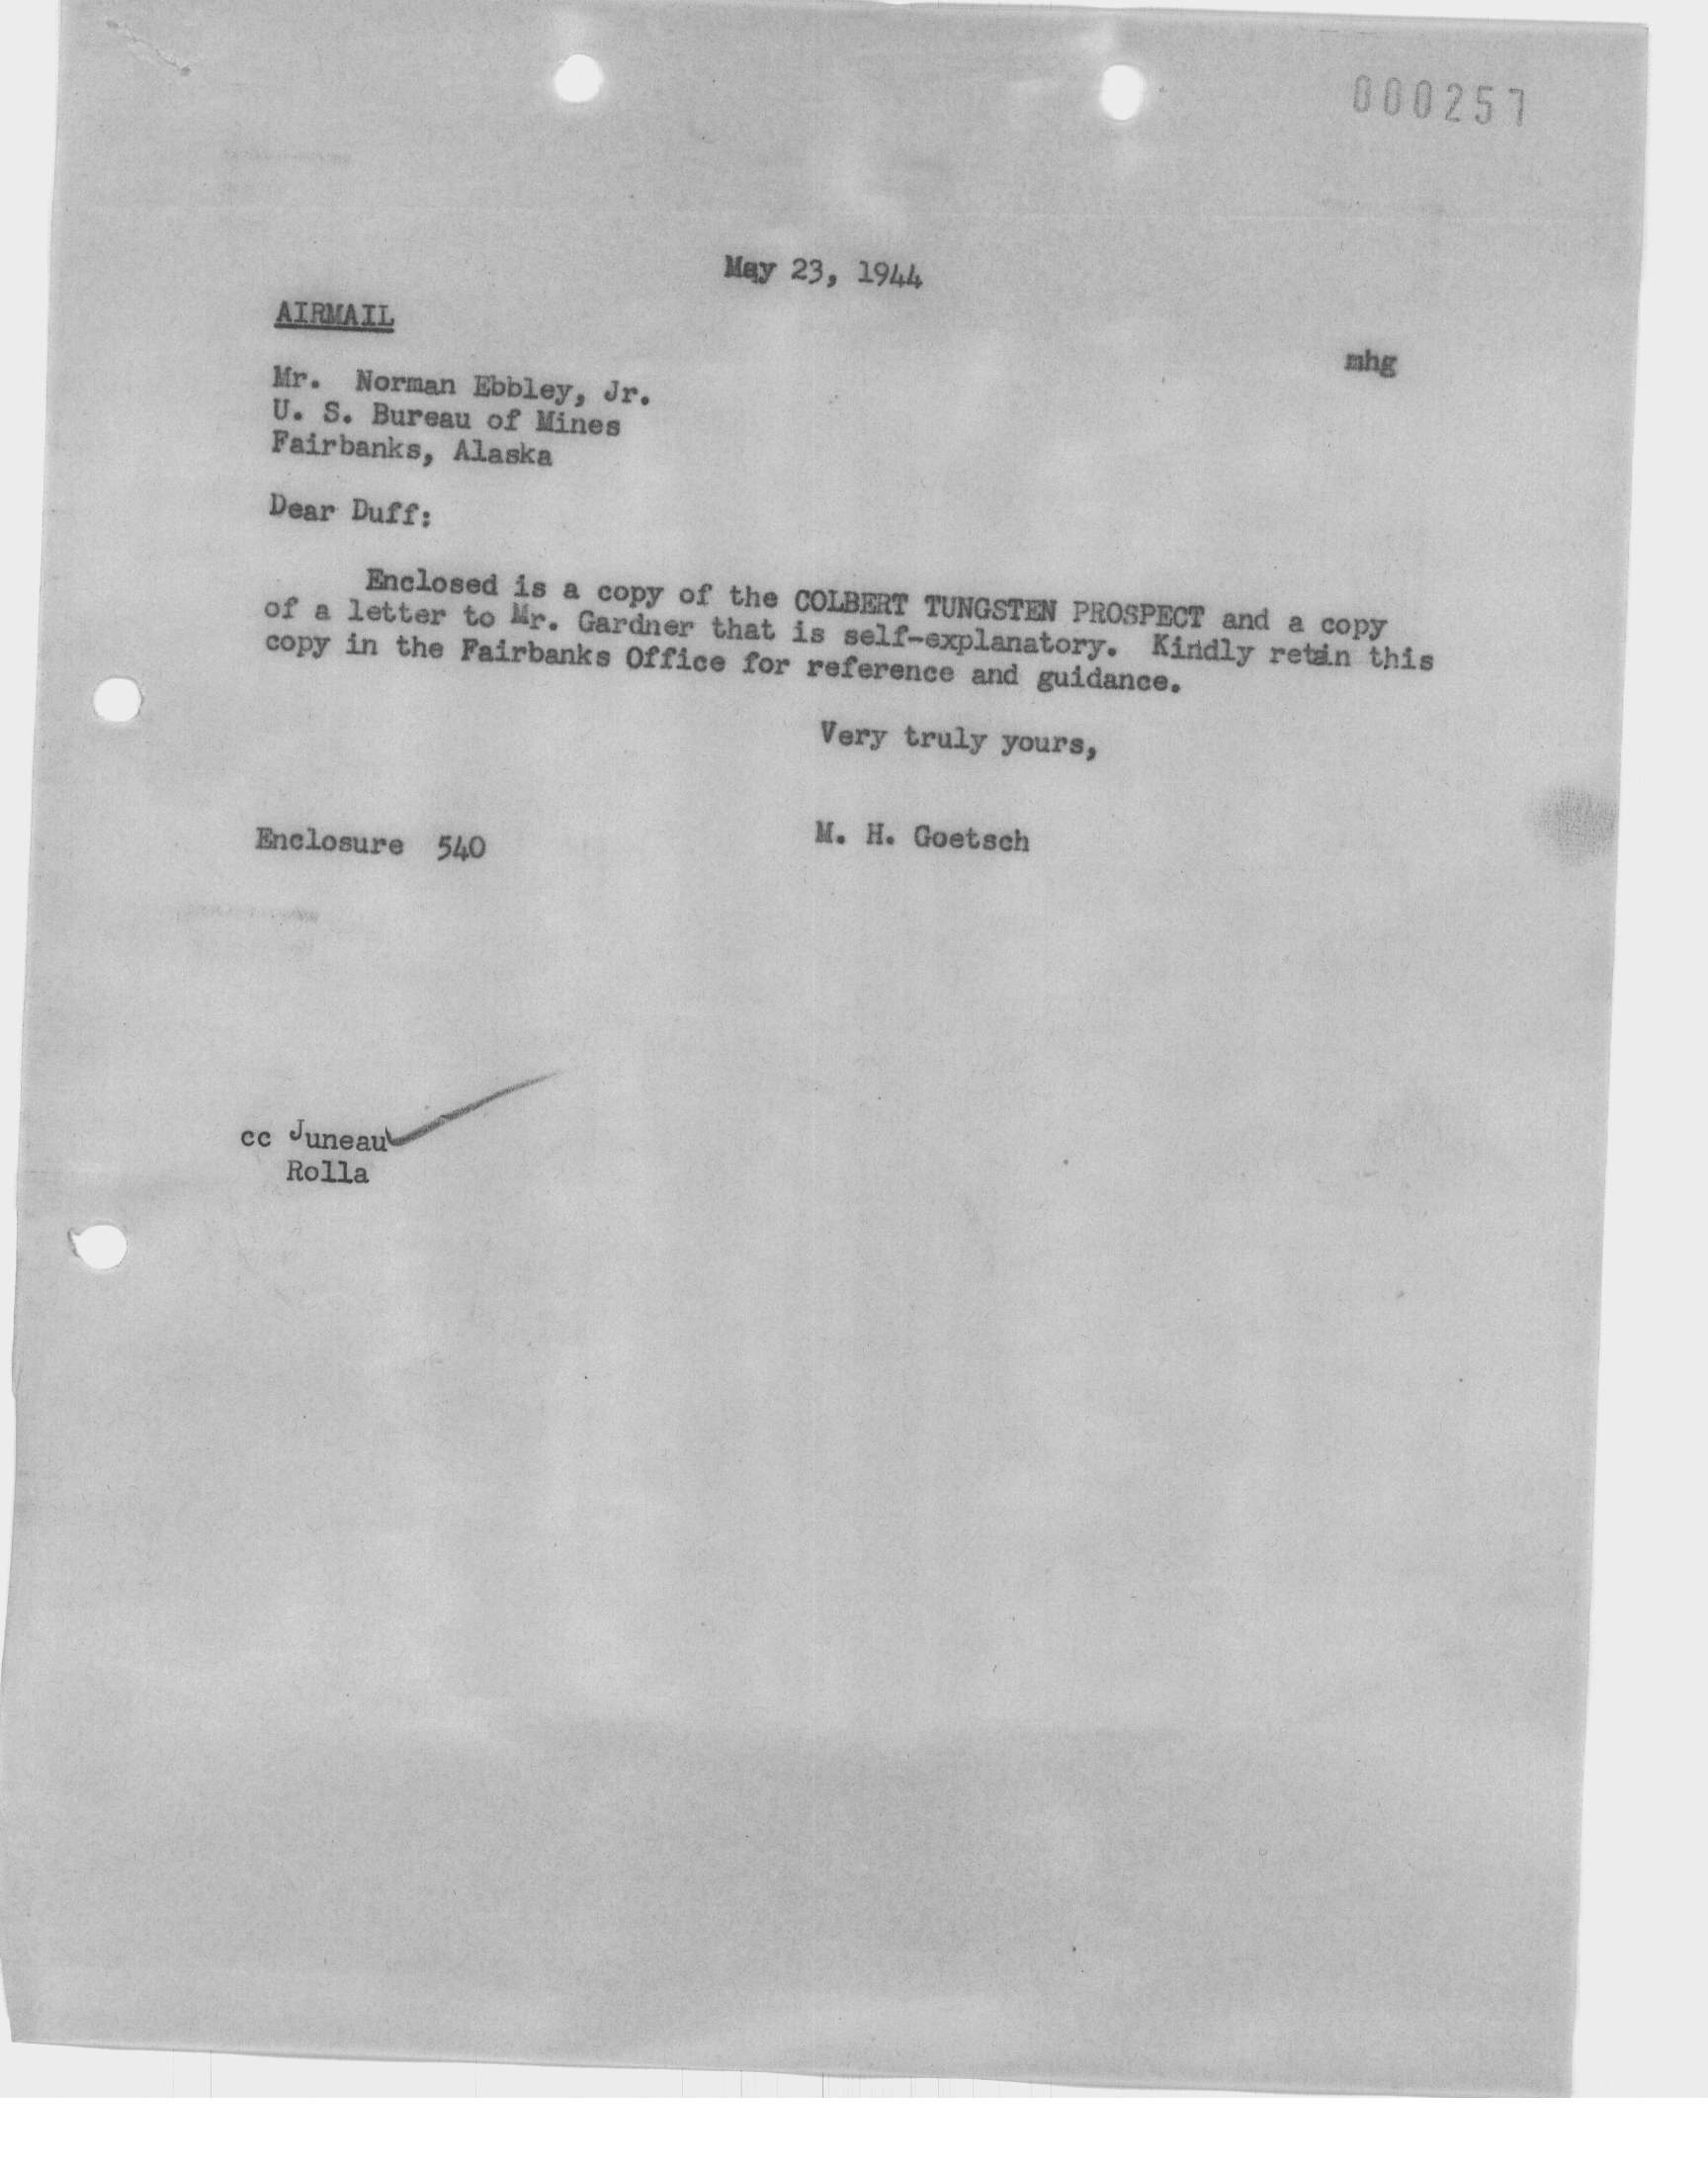 000257
May 23, 1944
AIRMAIL
mhg
Mr. Norman Ebbley, Jr.
U. S. Bureau of Mines
Fairbanks, Alaska
Dear Duff:
Enclosed is a copy of the COLBERT TUNGSTEN PROSPECT and a copy
of a letter to Mr. Gardner that is self-explanatory. Kindly retain this
copy in the Fairbanks Office for reference and guidance.
Very truly yours,
Enclosure 540
M. H. Goetsch
cc Juneau
Rolla